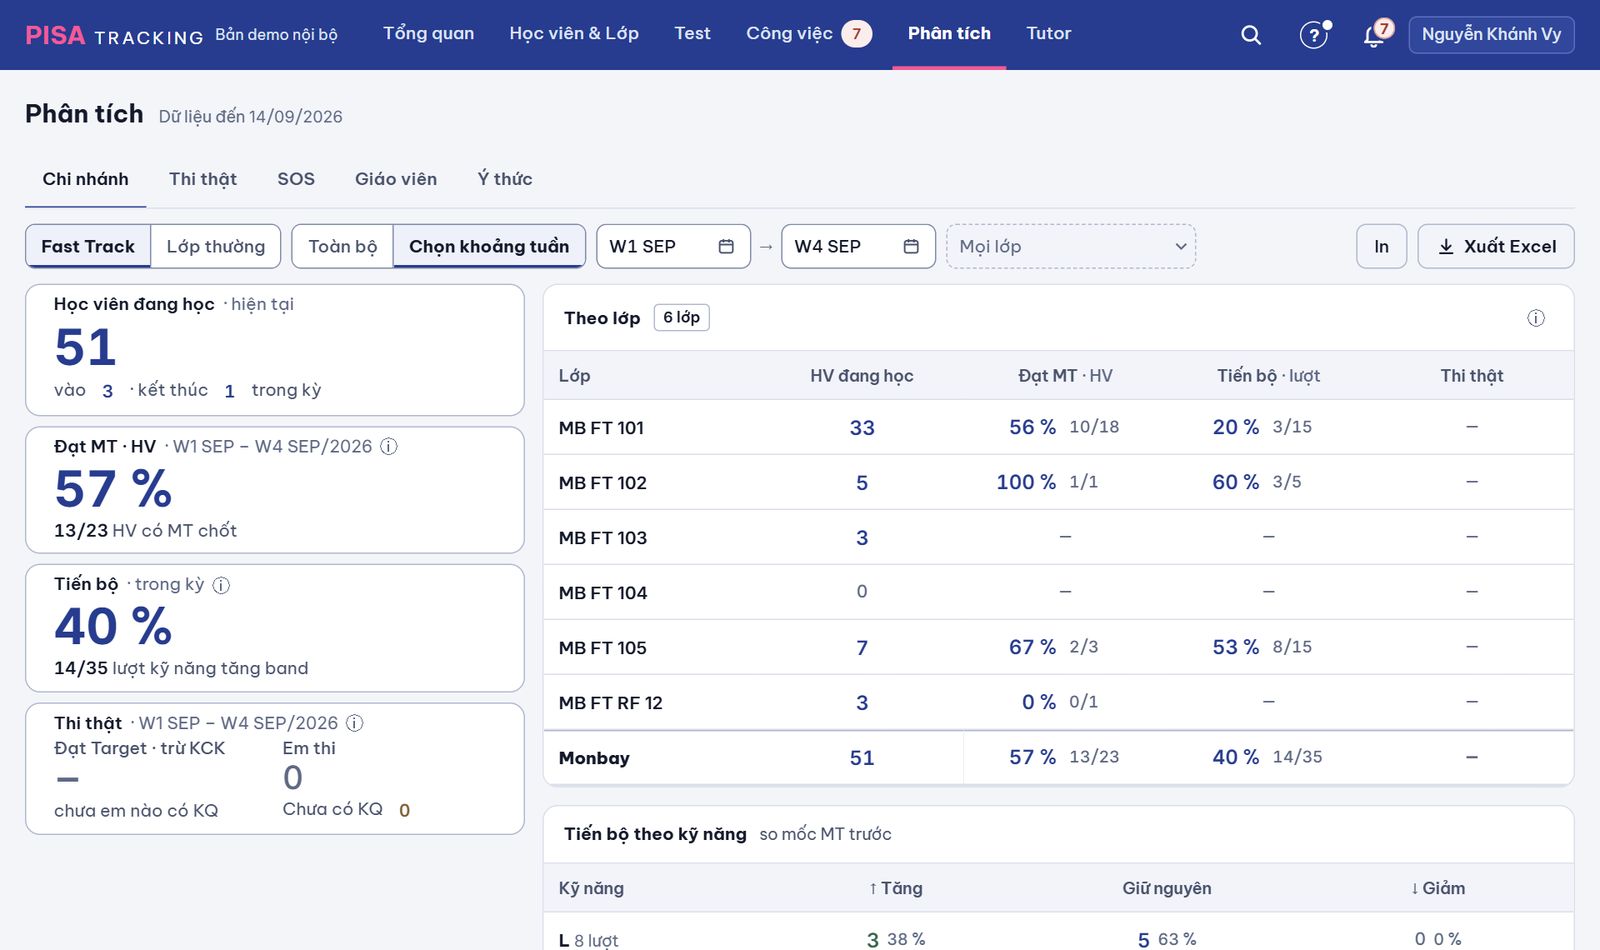 PISA TRACKING Bản demo nội bộ Tổng quan Học viên & Lớp Test Công việc 7 Phân tích Tutor ? 7 Nguyễn Khánh Vy
Phân tích Dữ liệu đến 14/09/2026
Chi nhánh Thi thật SOS Giáo viên Ý thức
Fast Track Lớp thường Toàn bộ Chọn khoảng tuần W1 SEP → W4 SEP Mọi lớp In Xuất Excel
Học viên đang học · hiện tại
51
vào 3 · kết thúc 1 trong kỳ
Đạt MT · HV · W1 SEP – W4 SEP/2026
57 %
13/23 HV có MT chốt
Tiến bộ · trong kỳ
40 %
14/35 lượt kỹ năng tăng band
Thi thật · W1 SEP – W4 SEP/2026
Đạt Target · trừ KCK Em thi
– 0
chưa em nào có KQ Chưa có KQ 0
Theo lớp 6 lớp
Lớp HV đang học Đạt MT · HV Tiến bộ · lượt Thi thật
MB FT 101 33 56 % 10/18 20 % 3/15 –
MB FT 102 5 100 % 1/1 60 % 3/5 –
MB FT 103 3 – – –
MB FT 104 0 – – –
MB FT 105 7 67 % 2/3 53 % 8/15 –
MB FT RF 12 3 0 % 0/1 – –
Monbay 51 57 % 13/23 40 % 14/35 –
Tiến bộ theo kỹ năng so mốc MT trước
Kỹ năng ↑ Tăng Giữ nguyên ↓ Giảm
L 8 lượt 3 38 % 5 63 % 0 0 %